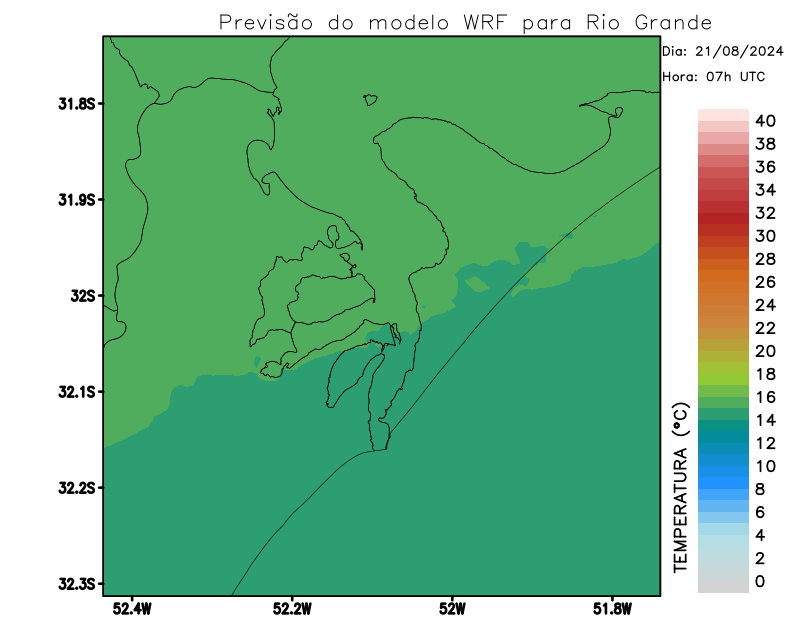 Previsão do modelo WRF para Rio Grande
Dia: 21/08/2024
Hora: 07h UTC
31.8S
31.9S
32S
32.1S
32.2S
32.3S
52.4W
52.2W
52W
51.8W
TEMPERATURA (°C)
40
38
36
34
32
30
28
26
24
22
20
18
16
14
12
10
8
6
4
2
0